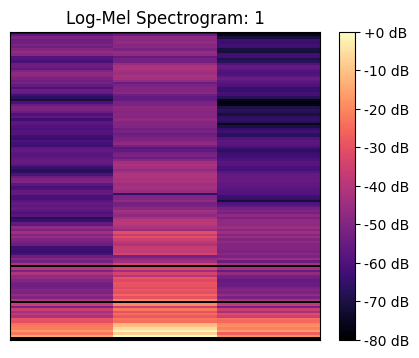 Log-Mel Spectrogram: 1
+0 dB
-10 dB
-20 dB
-30 dB
-40 dB
-50 dB
-60 dB
-70 dB
-80 dB